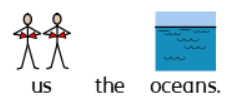 us the oceans.